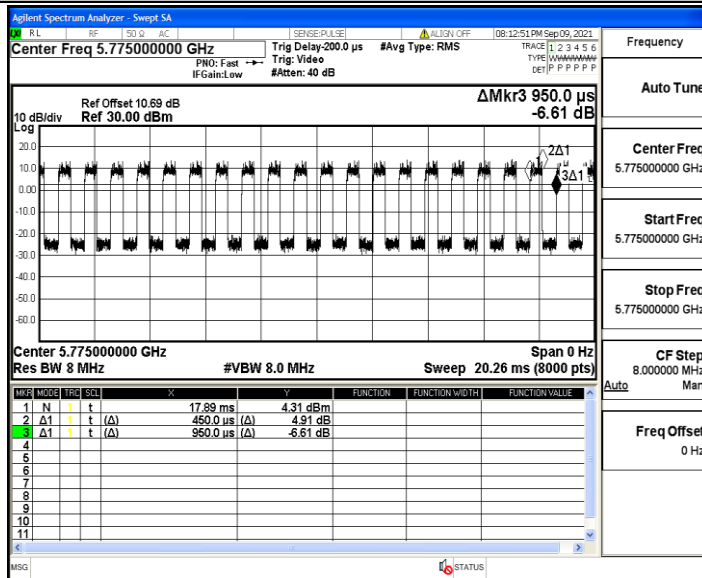 Agilent Spectrum Analyzer - Swept SA
RL RF 50 Ω AC SENSE:PULSE ALIGN OFF 08:12:51 PM Sep 09, 2021
Center Freq 5.775000000 GHz
PNO: Fast
IFGain:Low
Trig Delay-200.0 µs
Trig: Video
#Atten: 40 dB
#Avg Type: RMS
TRACE 1 2 3 4 5 6
TYPE WWWWWW
DET P P P P P P
Frequency
Auto Tune
Ref Offset 10.69 dB
10 dB/div Ref 30.00 dBm
Log
ΔMkr3 950.0 µs
-6.61 dB
20.0
10.0
0.00
-10.0
-20.0
-30.0
-40.0
-50.0
-60.0
1
2Δ1
3Δ1
Center 5.775000000 GHz Span 0 Hz
Res BW 8 MHz #VBW 8.0 MHz Sweep 20.26 ms (8000 pts)
Center Freq
5.775000000 GHz
Start Freq
5.775000000 GHz
Stop Freq
5.775000000 GHz
CF Step
8.000000 MHz
Auto Man
Freq Offset
0 Hz
MKR MODE TRC SCL X Y FUNCTION FUNCTION WIDTH FUNCTION VALUE
1 N 1 t 17.89 ms 4.31 dBm
2 Δ1 1 t (Δ) 450.0 µs (Δ) 4.91 dB
3 Δ1 1 t (Δ) 950.0 µs (Δ) -6.61 dB
4
5
6
7
8
9
10
11
MSG STATUS